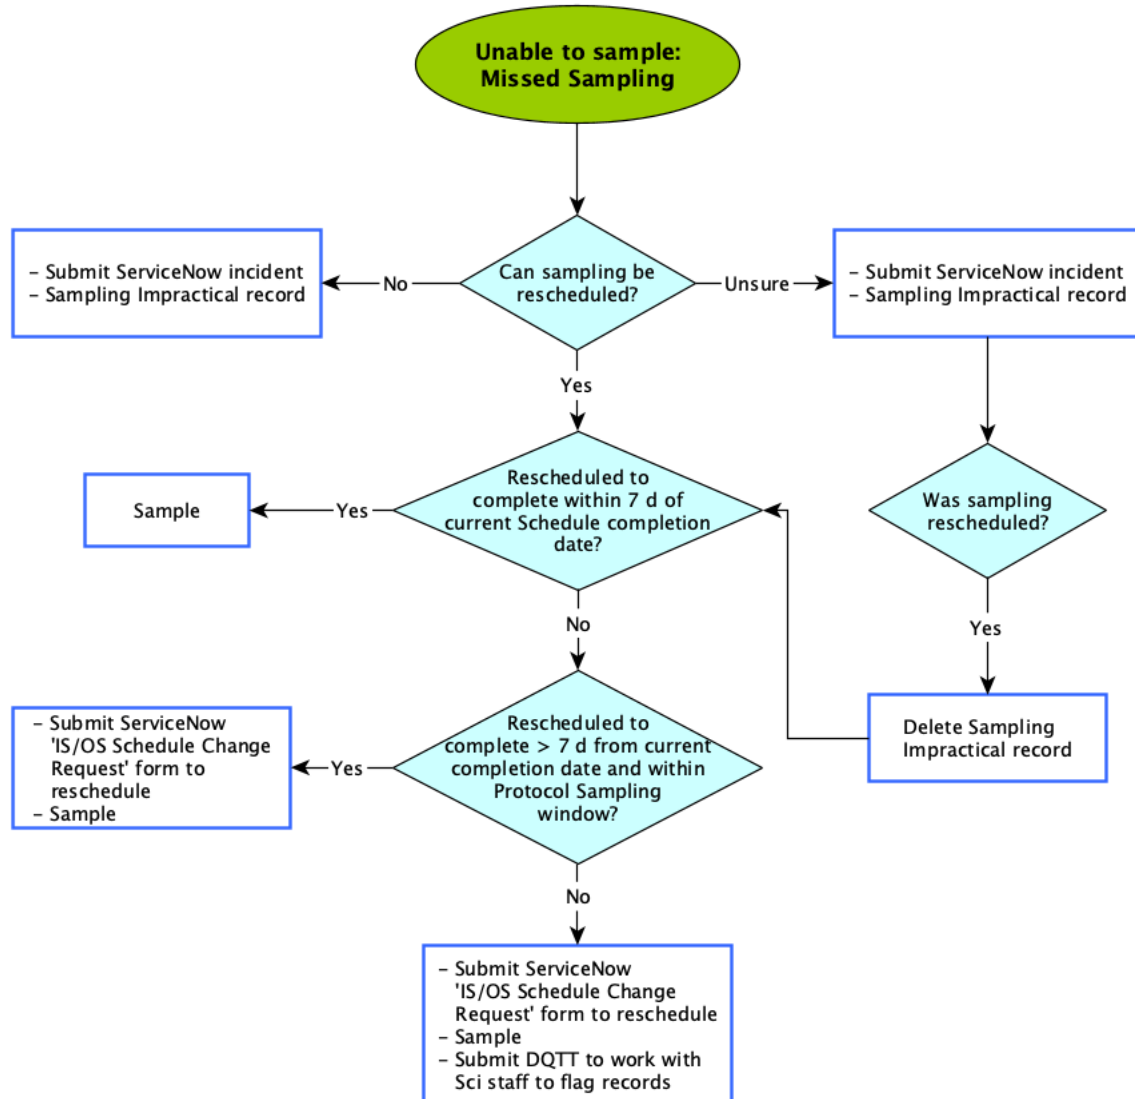 Unable to sample:
Missed Sampling
– Submit ServiceNow incident
– Sampling Impractical record
No
Can sampling be
rescheduled?
Unsure
– Submit ServiceNow incident
– Sampling Impractical record
Yes
Sample
Yes
Rescheduled to
complete within 7 d of
current Schedule completion
date?
Was sampling
rescheduled?
No
Yes
– Submit ServiceNow
'IS/OS Schedule Change
Request' form to
reschedule
– Sample
Yes
Rescheduled to
complete > 7 d from current
completion date and within
Protocol Sampling
window?
Delete Sampling
Impractical record
No
– Submit ServiceNow
'IS/OS Schedule Change
Request' form to reschedule
– Sample
– Submit DQTT to work with
Sci staff to flag records